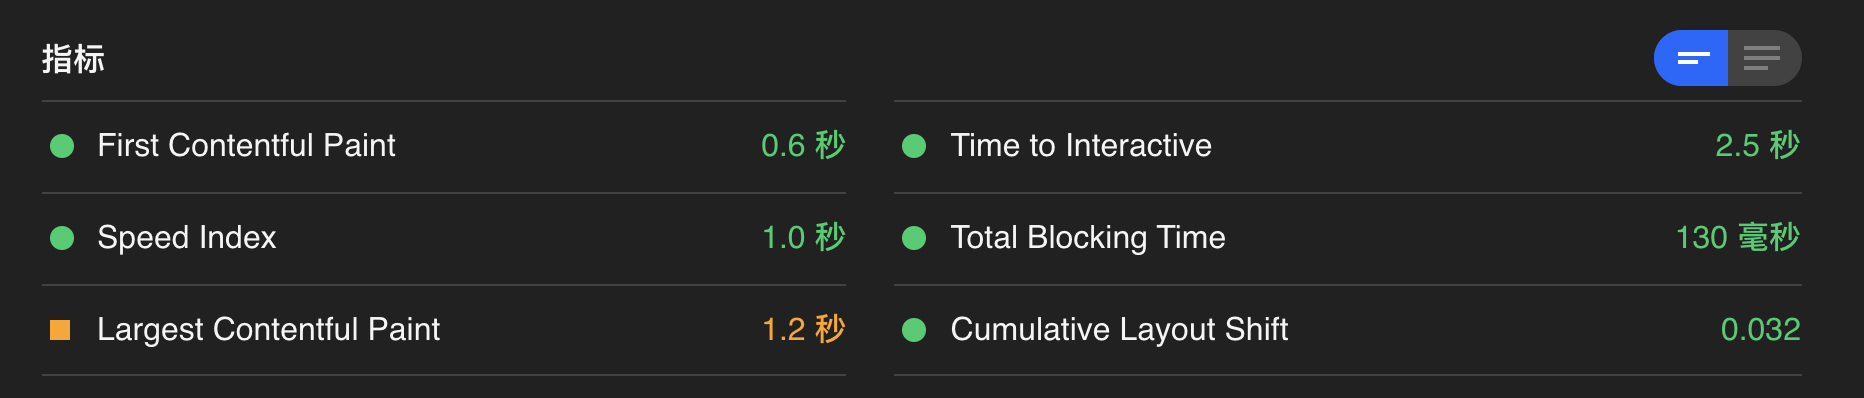 指标
First Contentful Paint 0.6 秒
Time to Interactive 2.5 秒
Speed Index 1.0 秒
Total Blocking Time 130 毫秒
Largest Contentful Paint 1.2 秒
Cumulative Layout Shift 0.032